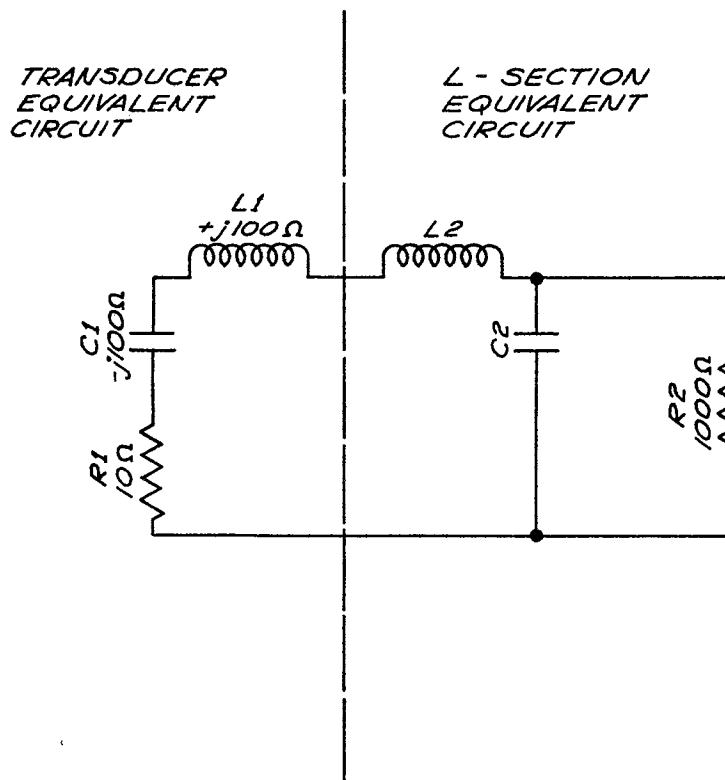 TRANSDUCER
EQUIVALENT
CIRCUIT
L - SECTION
EQUIVALENT
CIRCUIT
L1
+j100Ω
L2
C1
-j100Ω
C2
R1
10Ω
R2
1000Ω